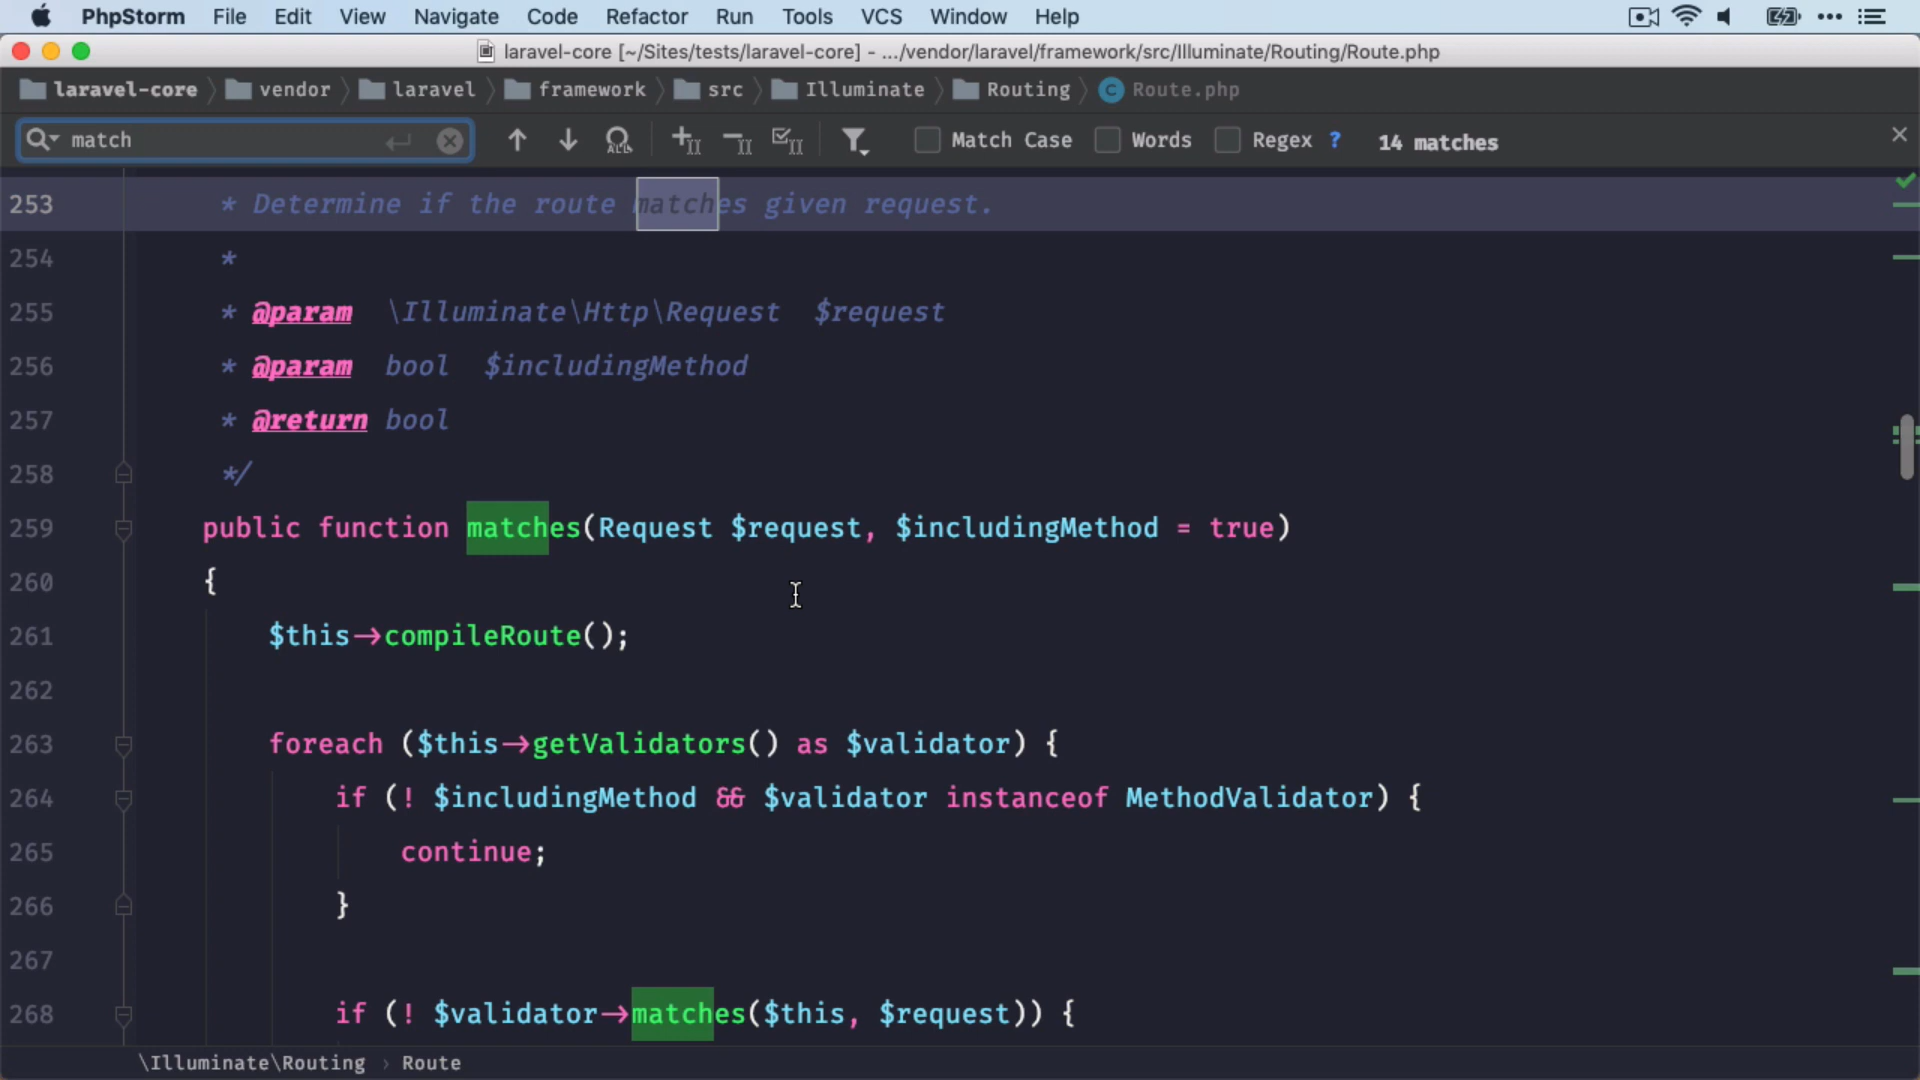 PhpStorm File Edit View Navigate Code Refactor Run Tools VCS Window Help
laravel-core [~/Sites/tests/laravel-core] - .../vendor/laravel/framework/src/Illuminate/Routing/Route.php
laravel-core vendor laravel framework src Illuminate Routing Route.php
match Match Case Words Regex ? 14 matches
253 * Determine if the route matches given request.
254 *
255 * @param  \Illuminate\Http\Request  $request
256 * @param  bool  $includingMethod
257 * @return bool
258 */
259 public function matches(Request $request, $includingMethod = true)
260 {
261 $this->compileRoute();
262
263 foreach ($this->getValidators() as $validator) {
264 if (! $includingMethod && $validator instanceof MethodValidator) {
265 continue;
266 }
267
268 if (! $validator->matches($this, $request)) {
\Illuminate\Routing › Route